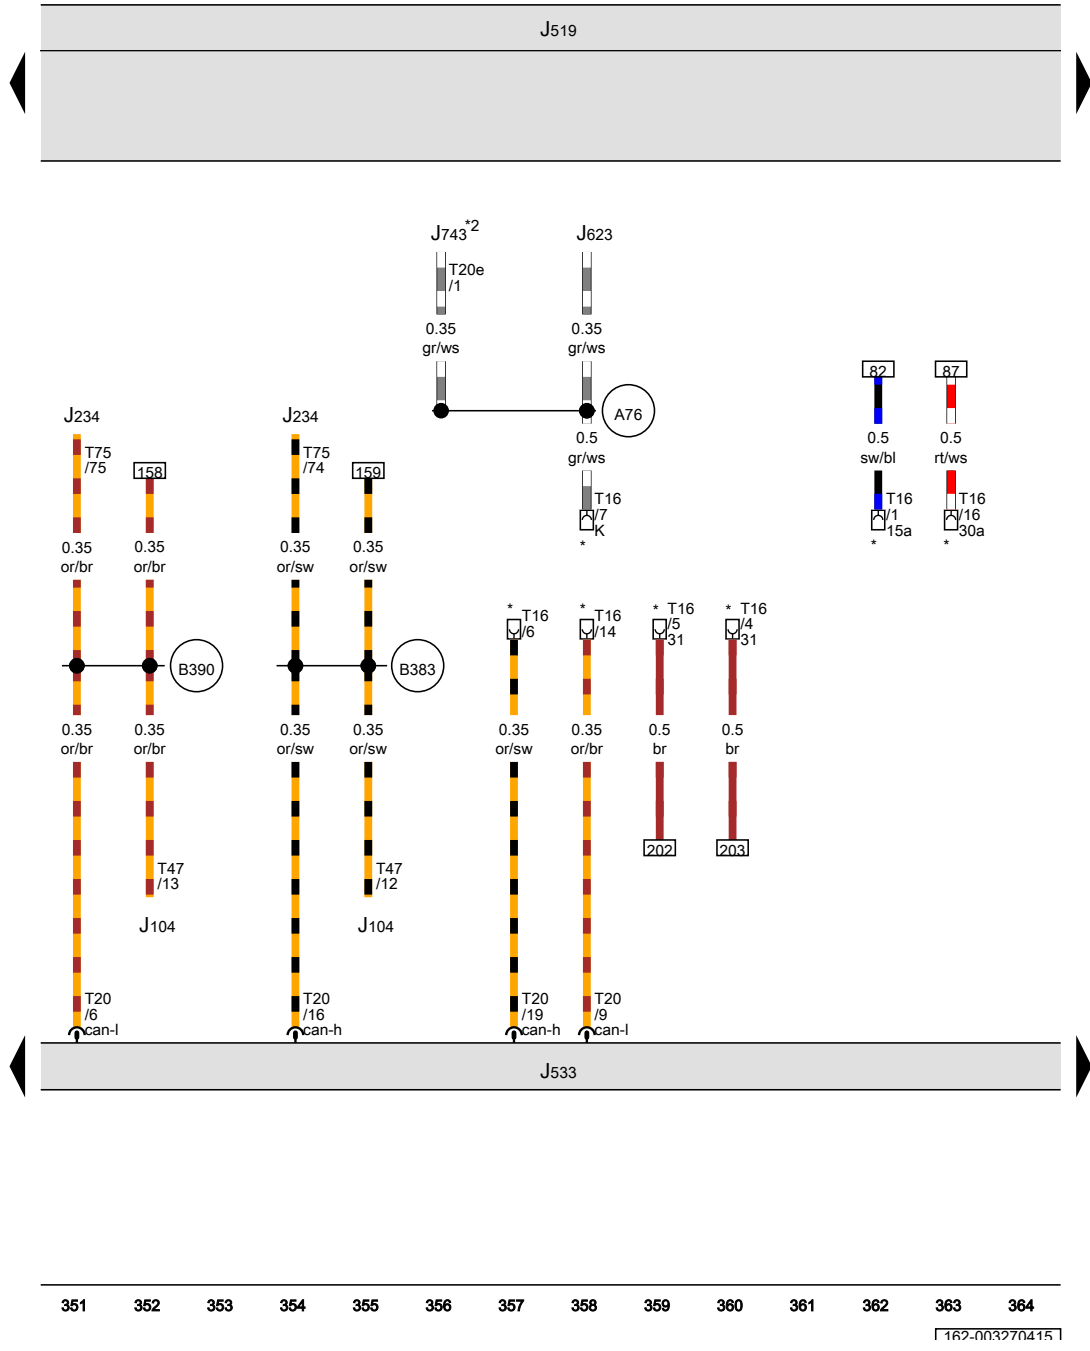 J519
J743*2
J623
T20e
/1
0.35
gr/ws
0.35
gr/ws
A76
82
87
0.5
gr/ws
0.5
sw/bl
0.5
rt/ws
T16
/7
K
*
T16
/1
15a
*
T16
/16
30a
*
J234
T75
/75
158
J234
T75
/74
159
0.35
or/br
0.35
or/br
0.35
or/sw
0.35
or/sw
* T16
/6
* T16
/14
* T16
/5
31
* T16
/4
31
B390
B383
0.35
or/br
0.35
or/br
0.35
or/sw
0.35
or/sw
0.35
or/sw
0.35
or/br
0.5
br
0.5
br
202
203
T47
/13
J104
T47
/12
J104
T20
/6
can-l
T20
/16
can-h
T20
/19
can-h
T20
/9
can-l
J533
351 352 353 354 355 356 357 358 359 360 361 362 363 364
162-003270415